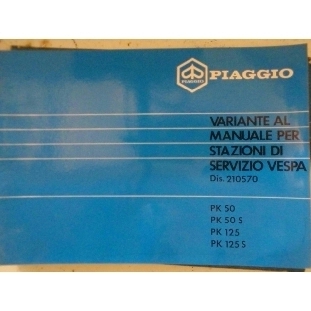 PIAGGIO
PIAGGIO
VARIANTE AL
MANUALE PER
STAZIONI DI
SERVIZIO VESPA
Dis. 210570
PK 50
PK 50 S
PK 125
PK 125 S